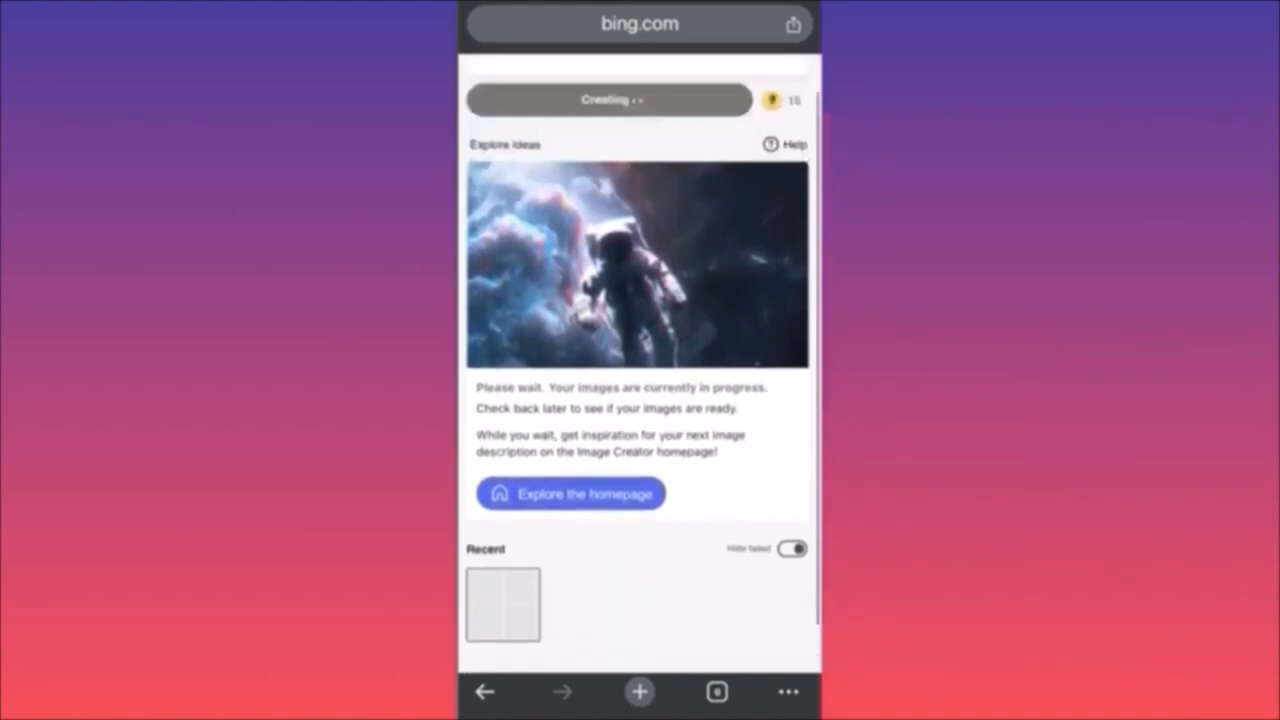 bing.com
Creating
15
Explore ideas
Help
Please wait. Your images are currently in progress.
Check back later to see if your images are ready.
While you wait, get inspiration for your next image
description on the Image Creator homepage!
Explore the homepage
Recent
Hide failed